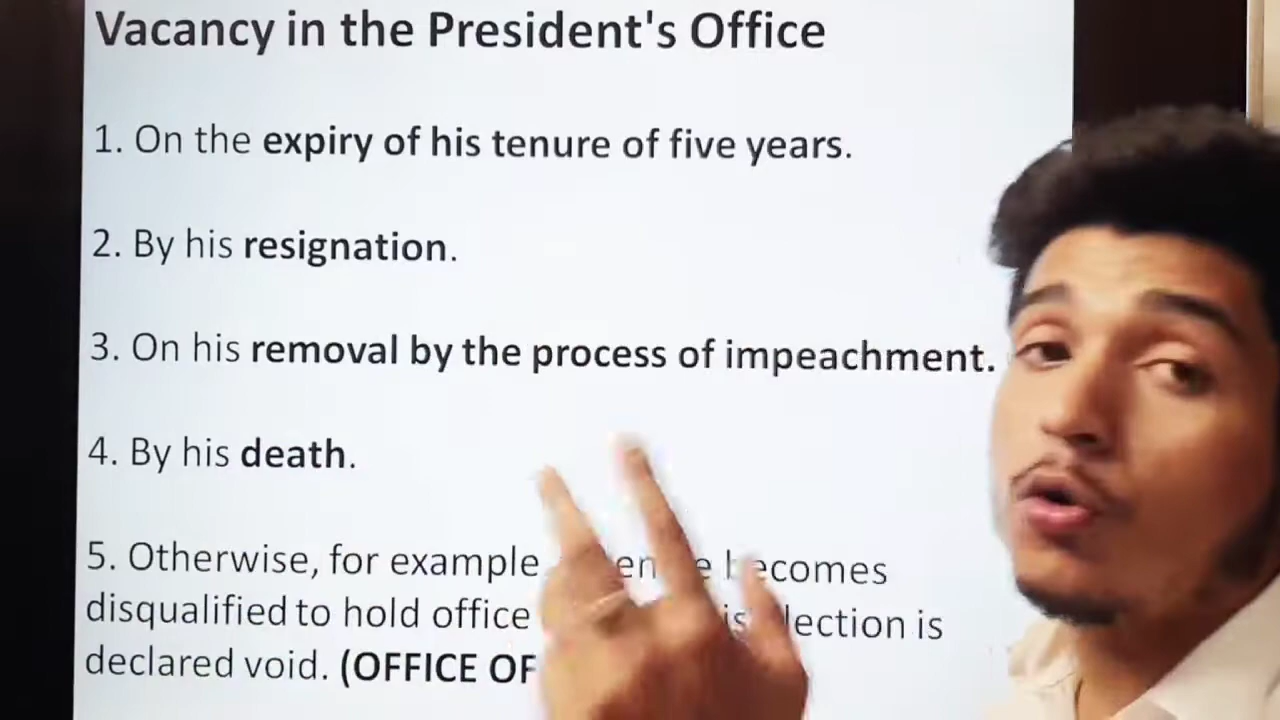 Vacancy in the President's Office
1. On the expiry of his tenure of five years.
2. By his resignation.
3. On his removal by the process of impeachment.
4. By his death.
5. Otherwise, for example becomes
disqualified to hold office is
declared void. (OFFICE OF